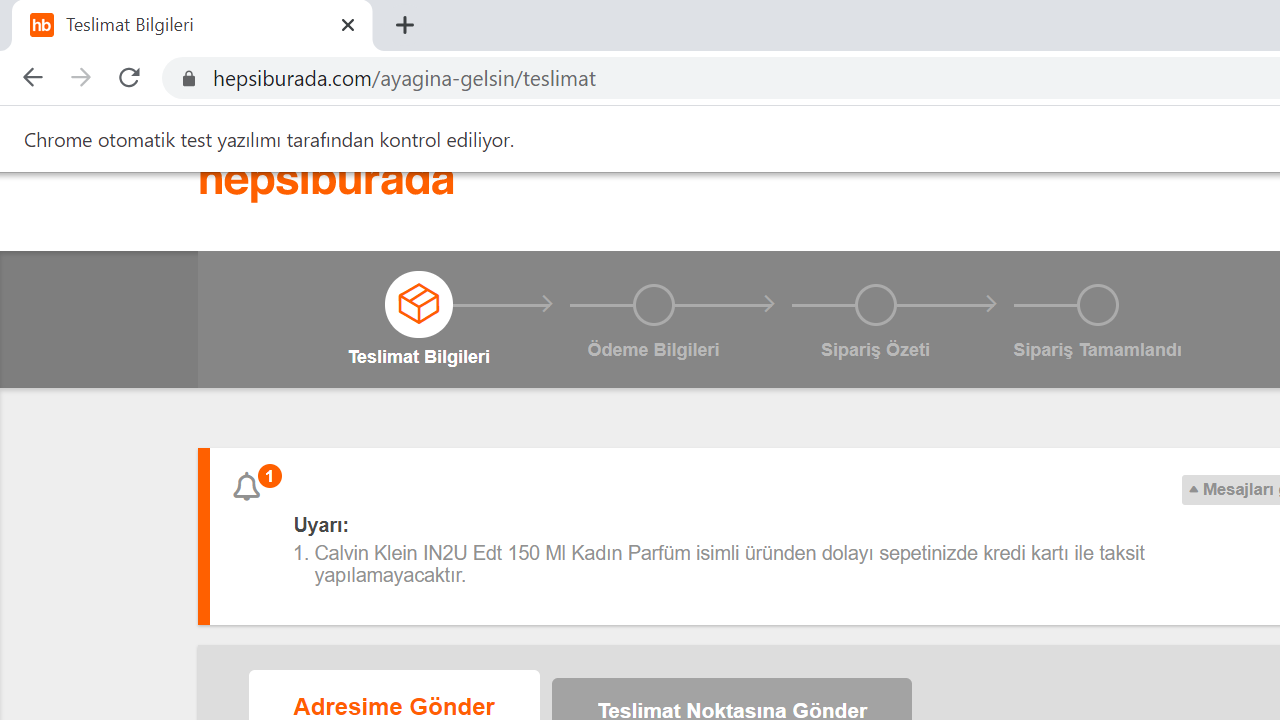 hb Teslimat Bilgileri
hepsiburada.com/ayagina-gelsin/teslimat
Chrome otomatik test yazılımı tarafından kontrol ediliyor.
hepsiburada
Teslimat Bilgileri
Ödeme Bilgileri
Sipariş Özeti
Sipariş Tamamlandı
1
Mesajları
Uyarı:
1. Calvin Klein IN2U Edt 150 Ml Kadın Parfüm isimli üründen dolayı sepetinizde kredi kartı ile taksit
yapılamayacaktır.
Adresime Gönder
Teslimat Noktasına Gönder